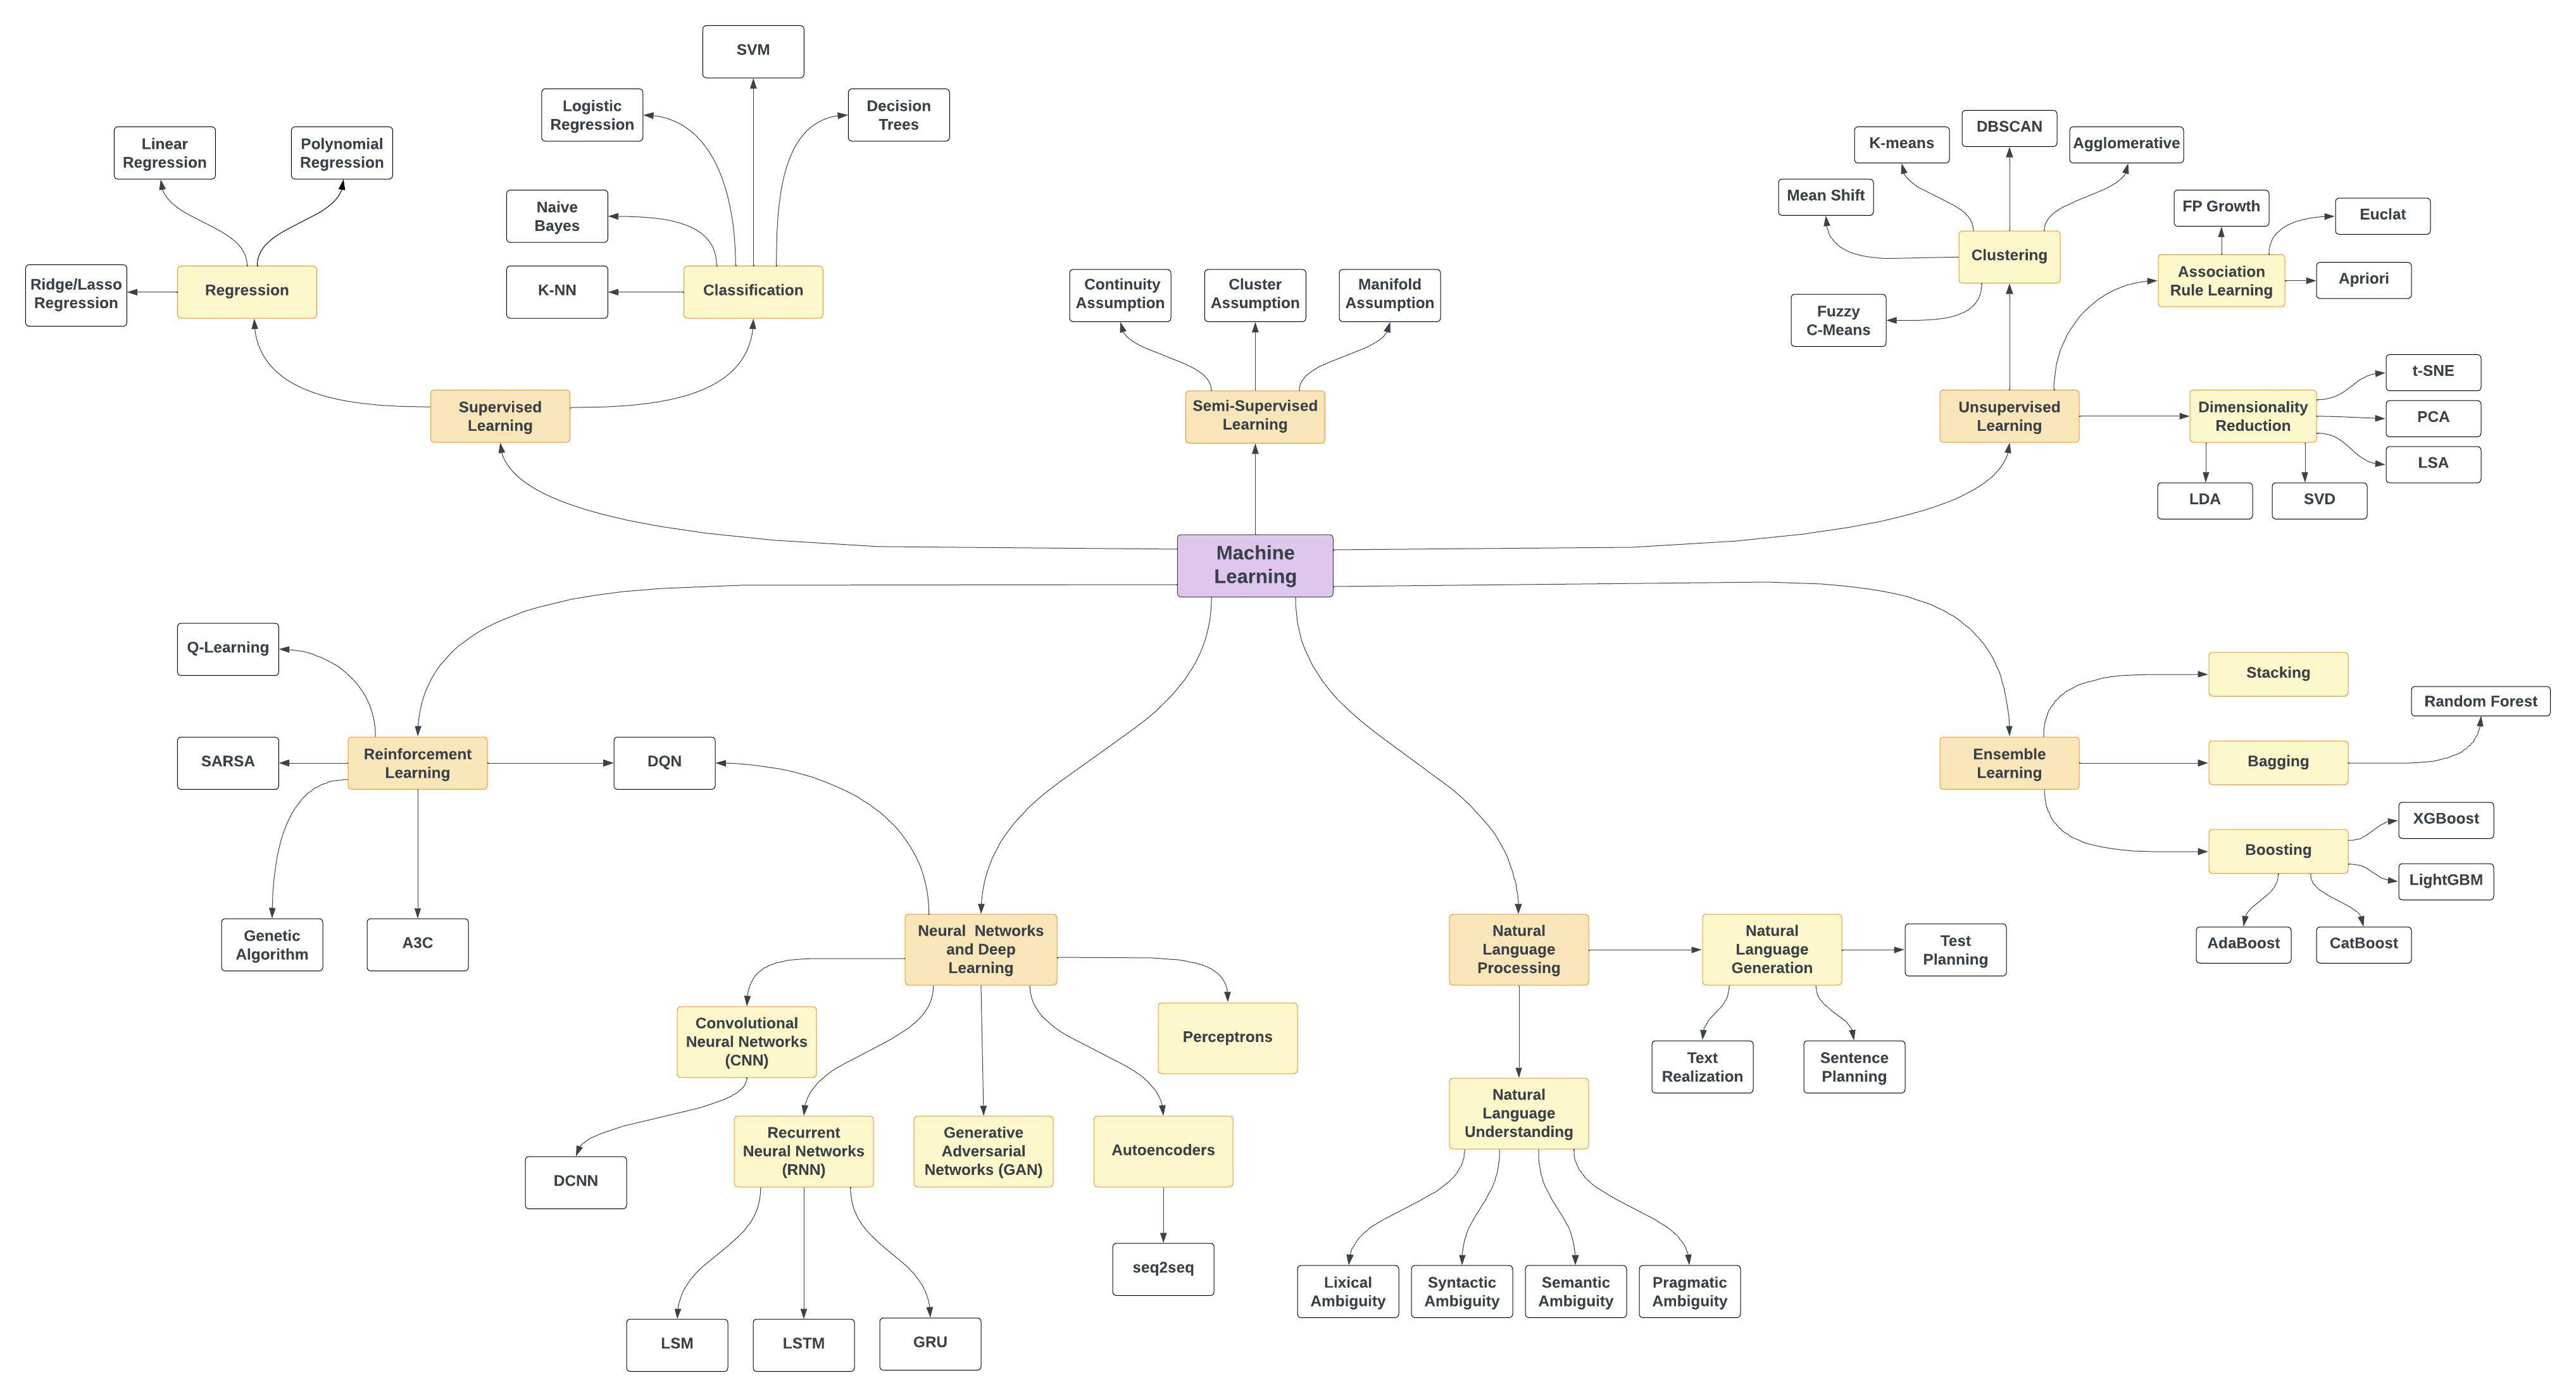 SVM
Logistic
Regression
Decision
Trees
Linear
Regression
Polynomial
Regression
Naive
Bayes
K-NN
Ridge/Lasso
Regression
Regression
Classification
Supervised
Learning
Continuity
Assumption
Cluster
Assumption
Manifold
Assumption
Semi-Supervised
Learning
DBSCAN
K-means
Agglomerative
Mean Shift
Clustering
Fuzzy
C-Means
FP Growth
Euclat
Association
Rule Learning
Apriori
Unsupervised
Learning
Dimensionality
Reduction
t-SNE
PCA
LSA
LDA
SVD
Machine
Learning
Q-Learning
SARSA
Reinforcement
Learning
DQN
Genetic
Algorithm
A3C
Neural  Networks
and Deep
Learning
Convolutional
Neural Networks
(CNN)
Perceptrons
Recurrent
Neural Networks
(RNN)
Generative
Adversarial
Networks (GAN)
Autoencoders
DCNN
seq2seq
LSM
LSTM
GRU
Natural
Language
Processing
Natural
Language
Generation
Test
Planning
Text
Realization
Sentence
Planning
Natural
Language
Understanding
Lixical
Ambiguity
Syntactic
Ambiguity
Semantic
Ambiguity
Pragmatic
Ambiguity
Ensemble
Learning
Stacking
Random Forest
Bagging
XGBoost
Boosting
LightGBM
AdaBoost
CatBoost